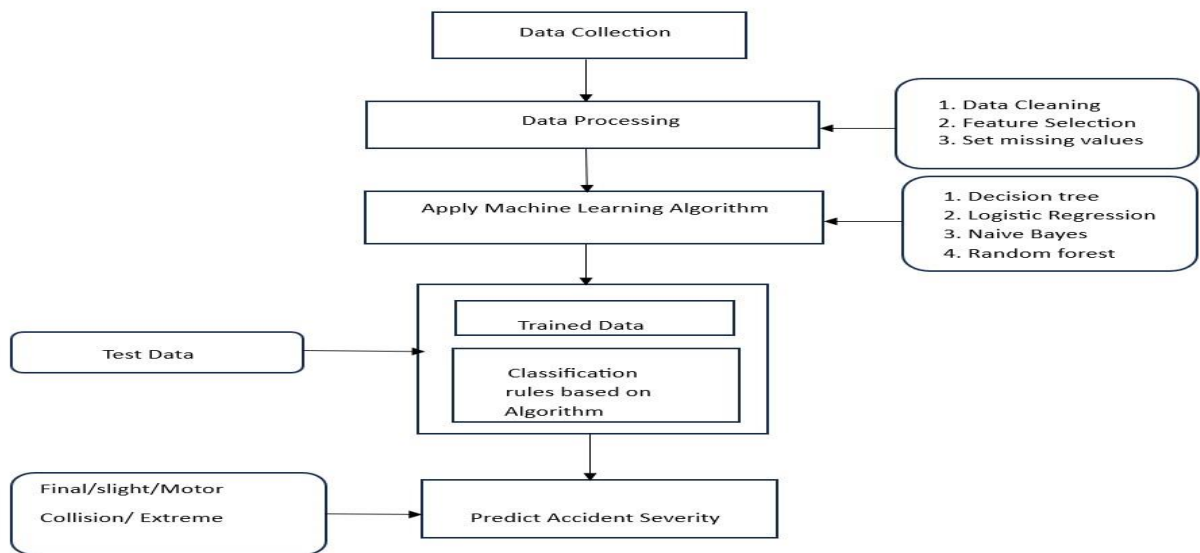 Data Collection
Data Processing
1. Data Cleaning
2. Feature Selection
3. Set missing values
Apply Machine Learning Algorithm
1. Decision tree
2. Logistic Regression
3. Naive Bayes
4. Random forest
Trained Data
Test Data
Classification
rules based on
Algorithm
Final/slight/Motor
Collision/ Extreme
Predict Accident Severity